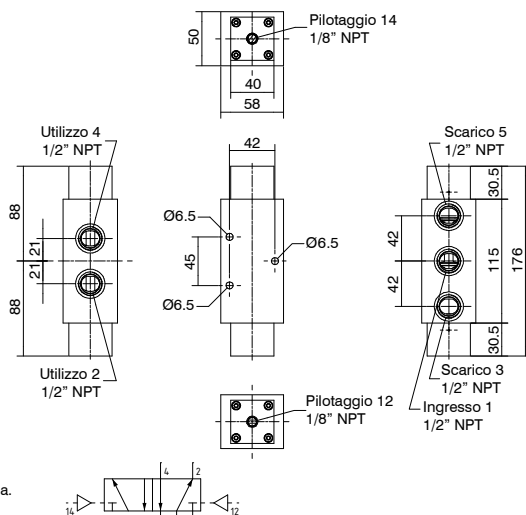 Pilotaggio 14
1/8" NPT
50
40
58
Utilizzo 4
1/2" NPT
42
Scarico 5
1/2" NPT
88
21
21
88
Ø6.5
Ø6.5
45
Ø6.5
30.5
42
42
115
176
30.5
Utilizzo 2
1/2" NPT
Scarico 3
1/2" NPT
Ingresso 1
1/2" NPT
Pilotaggio 12
1/8" NPT
a.
4
2
14
12